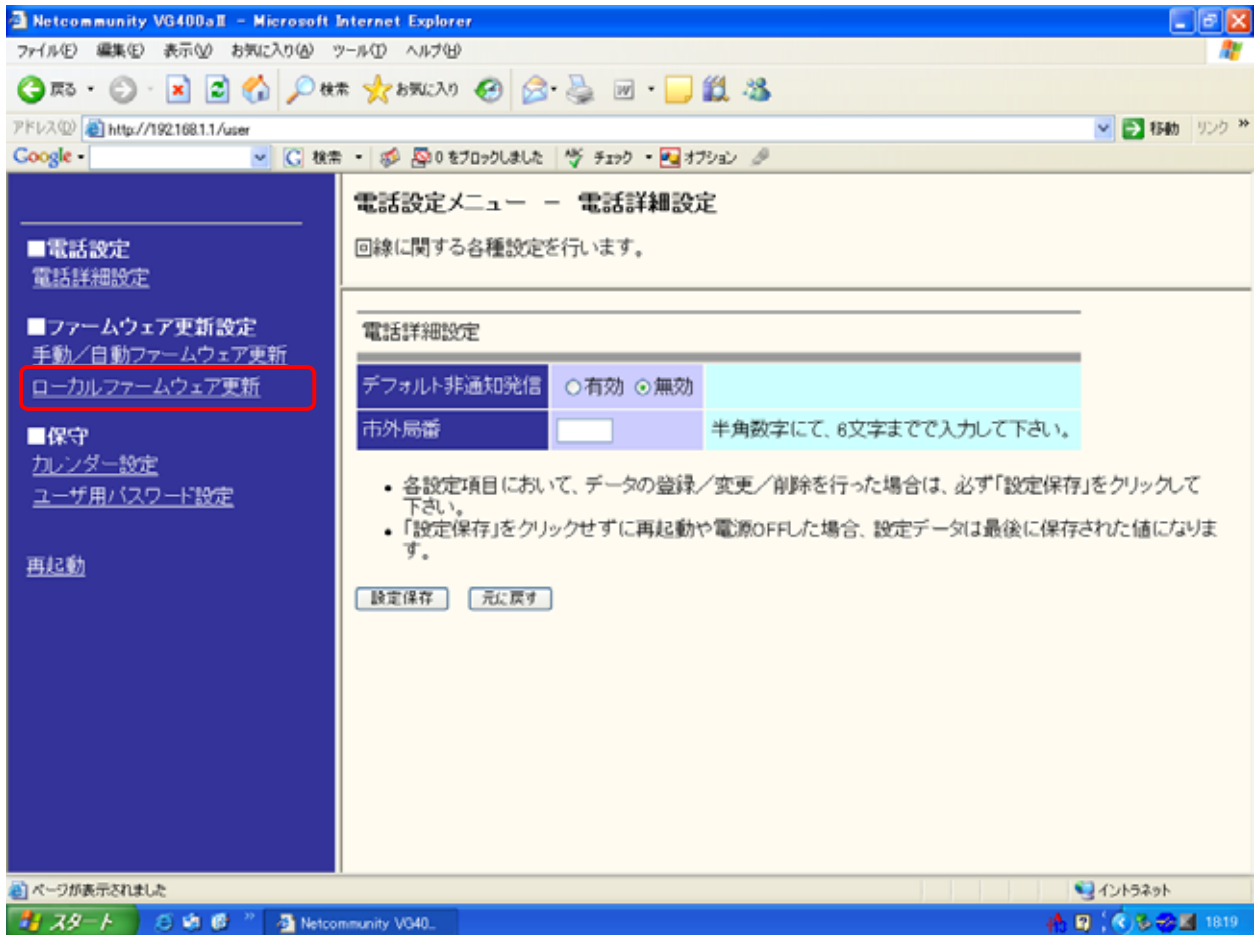 Netcommunity VG400aⅡ - Microsoft Internet Explorer
ファイル(F) 編集(E) 表示(V) お気に入り(A) ツール(T) ヘルプ(H)
戻る 検索 お気に入り
アドレス(D) http://192.168.1.1/user 移動 リンク »
Google 検索 0 をブロックしました チェック オプション
電話設定メニュー － 電話詳細設定
回線に関する各種設定を行います。
■電話設定
電話詳細設定
■ファームウェア更新設定
手動／自動ファームウェア更新
ローカルファームウェア更新
■保守
カレンダー設定
ユーザ用パスワード設定
再起動
電話詳細設定
デフォルト非通知発信 有効 無効
市外局番 半角数字にて、6文字までで入力して下さい。
• 各設定項目において、データの登録／変更／削除を行った場合は、必ず「設定保存」をクリックして
下さい。
• 「設定保存」をクリックせずに再起動や電源OFFした場合、設定データは最後に保存された値になりま
す。
設定保存 元に戻す
ページが表示されました イントラネット
スタート » Netcommunity VG40... 18:19